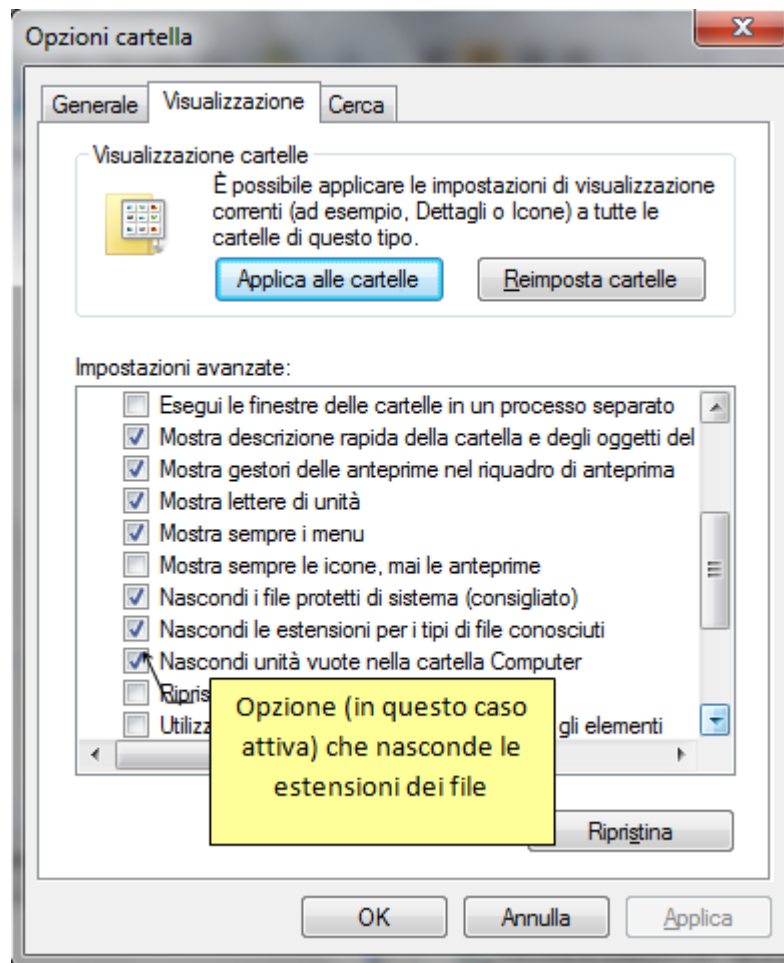 Opzioni cartella
Generale Visualizzazione Cerca
Visualizzazione cartelle
È possibile applicare le impostazioni di visualizzazione
correnti (ad esempio, Dettagli o Icone) a tutte le
cartelle di questo tipo.
Applica alle cartelle Reimposta cartelle
Impostazioni avanzate:
Esegui le finestre delle cartelle in un processo separato
Mostra descrizione rapida della cartella e degli oggetti del
Mostra gestori delle anteprime nel riquadro di anteprima
Mostra lettere di unità
Mostra sempre i menu
Mostra sempre le icone, mai le anteprime
Nascondi i file protetti di sistema (consigliato)
Nascondi le estensioni per i tipi di file conosciuti
Nascondi unità vuote nella cartella Computer
gli elementi
Opzione (in questo caso
attiva) che nasconde le
estensioni dei file
Ripristina
OK Annulla Applica